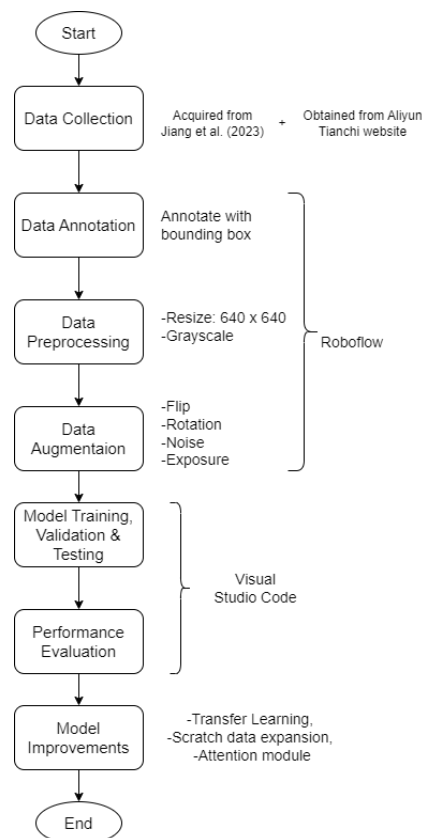 Start
Data Collection
Acquired from
Jiang et al. (2023)
+
Obtained from Aliyun
Tianchi website
Data Annotation
Annotate with
bounding box
Data
Preprocessing
-Resize: 640 x 640
-Grayscale
Roboflow
Data
Augmentaion
-Flip
-Rotation
-Noise
-Exposure
Model Training,
Validation &
Testing
Visual
Studio Code
Performance
Evaluation
Model
Improvements
-Transfer Learning,
-Scratch data expansion,
-Attention module
End